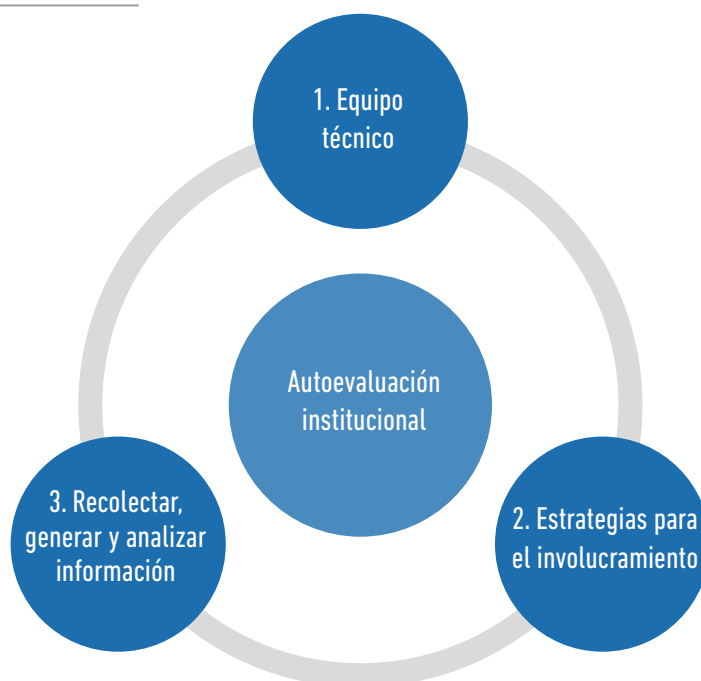 1. Equipo
técnico
Autoevaluación
institucional
2. Estrategias para
el involucramiento
3. Recolectar,
generar y analizar
información